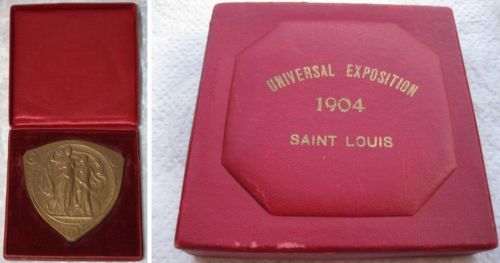 UNIVERSAL EXPOSITION
1904
SAINT LOUIS